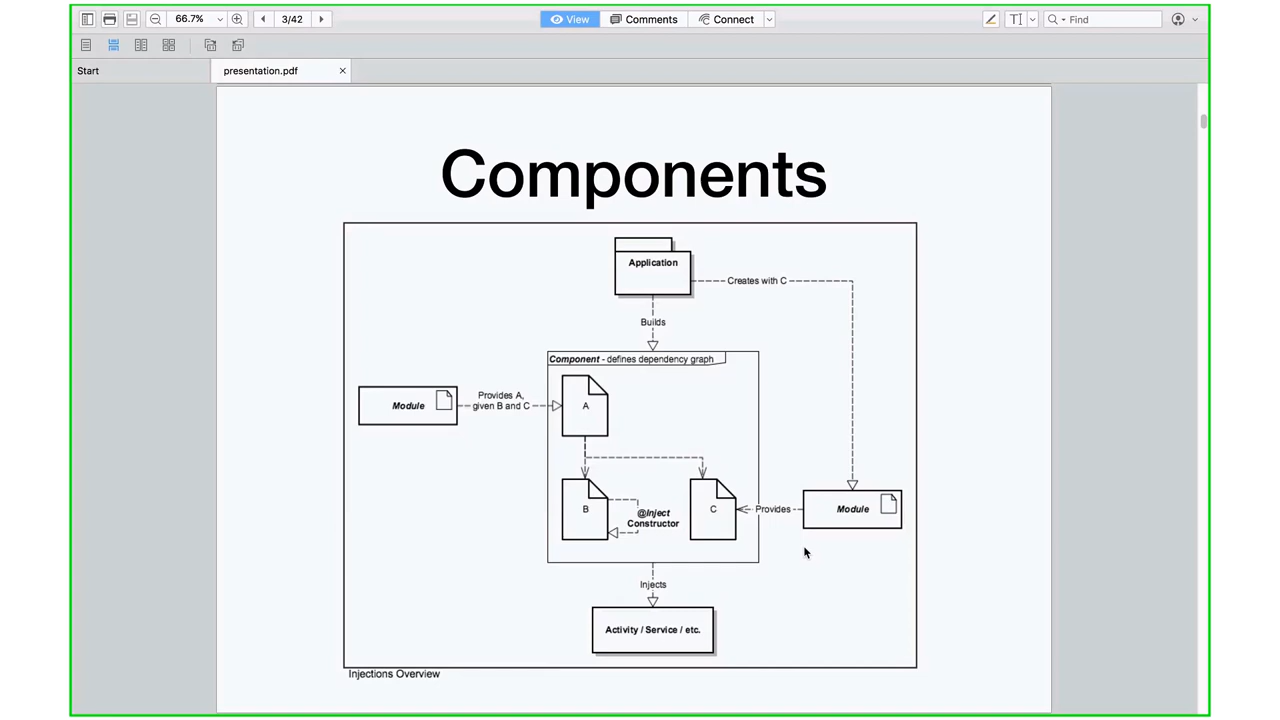 66.7%
3/42
View
Comments
Connect
Find
Start
presentation.pdf
Components
Application
Creates with C
Builds
Component - defines dependency graph
Provides A,
given B and C
Module
A
B
@Inject
Constructor
C
Provides
Module
Injects
Activity / Service / etc.
Injections Overview